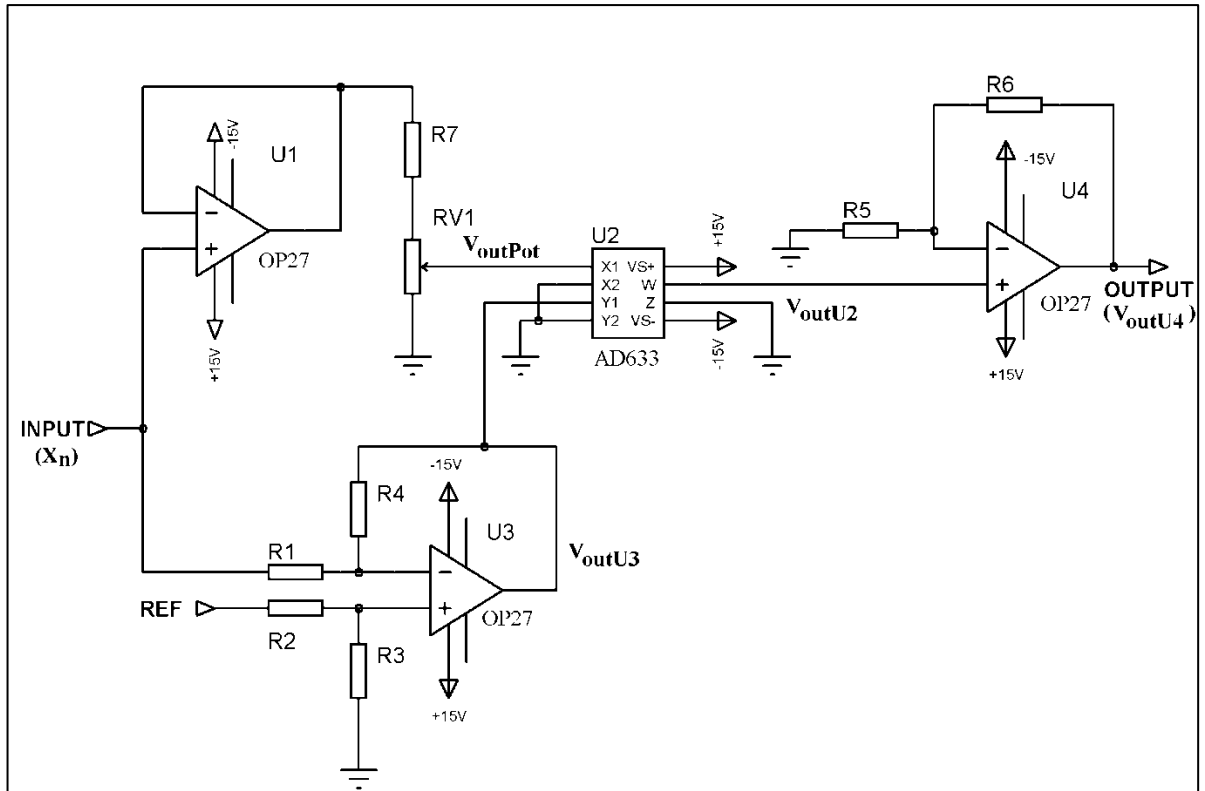 -15V
U1
R7
RV1
OP27
+15V
VoutPot
U2
X1 VS+
X2 W
Y1 Z
Y2 VS-
AD633
+15V
-15V
VoutU2
R6
-15V
U4
R5
OP27
OUTPUT
(VoutU4)
+15V
INPUT
(Xn)
-15V
R4
U3
R1
VoutU3
REF
R2
OP27
R3
+15V